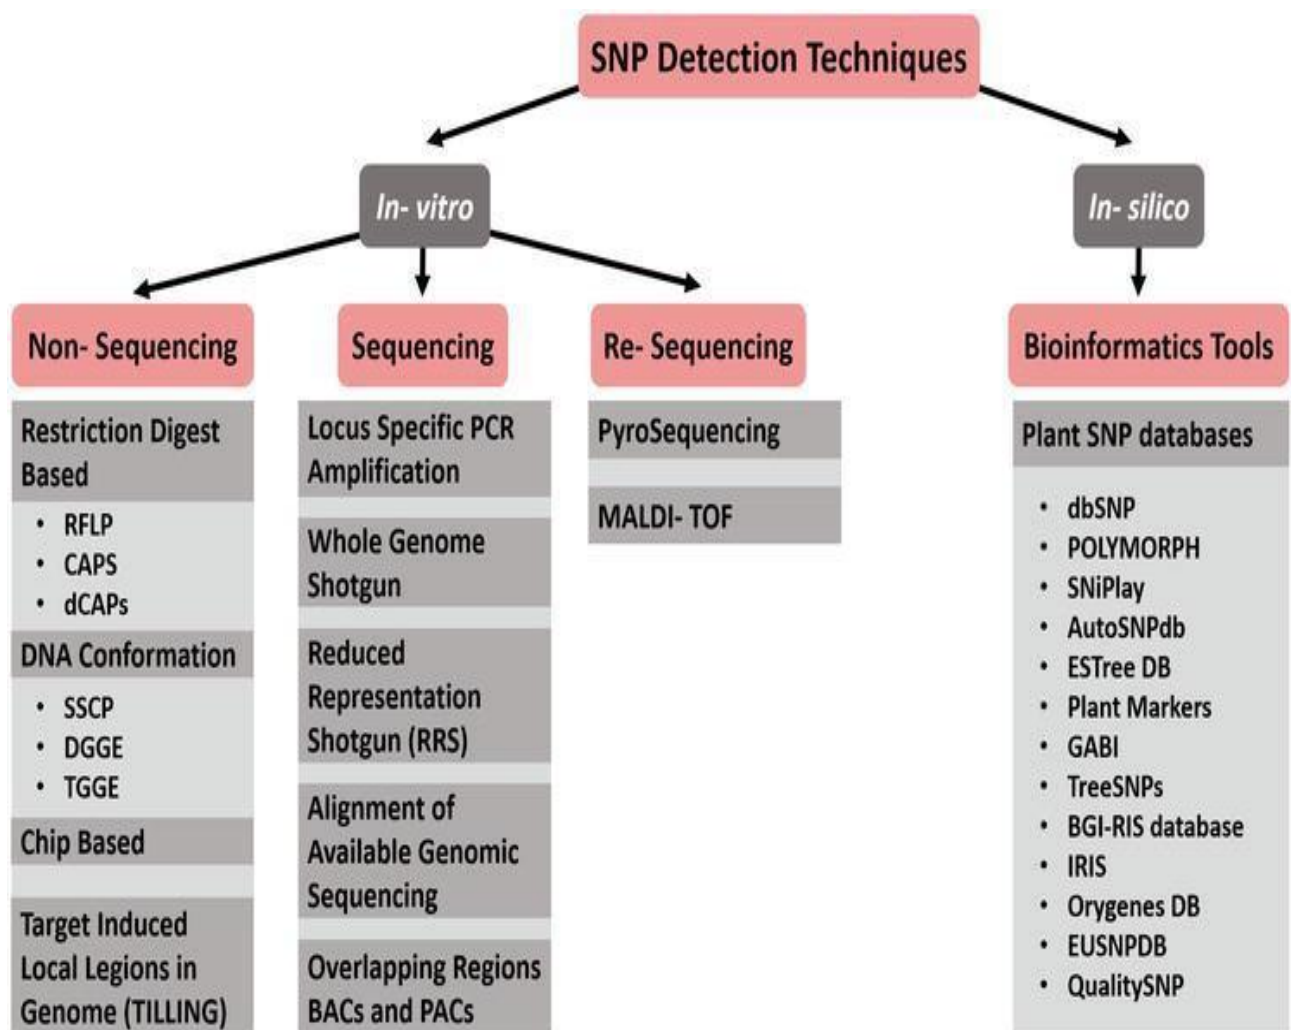 SNP Detection Techniques
In- vitro
In- silico
Non- Sequencing
Sequencing
Re- Sequencing
Bioinformatics Tools
Restriction Digest
Based
• RFLP
• CAPS
• dCAPs
DNA Conformation
• SSCP
• DGGE
• TGGE
Chip Based
Target Induced
Local Legions in
Genome (TILLING)
Locus Specific PCR
Amplification
Whole Genome
Shotgun
Reduced
Representation
Shotgun (RRS)
Alignment of
Available Genomic
Sequencing
Overlapping Regions
BACs and PACs
PyroSequencing
MALDI- TOF
Plant SNP databases
• dbSNP
• POLYMORPH
• SNiPlay
• AutoSNPdb
• ESTree DB
• Plant Markers
• GABI
• TreeSNPs
• BGI-RIS database
• IRIS
• Orygenes DB
• EUSNPDB
• QualitySNP